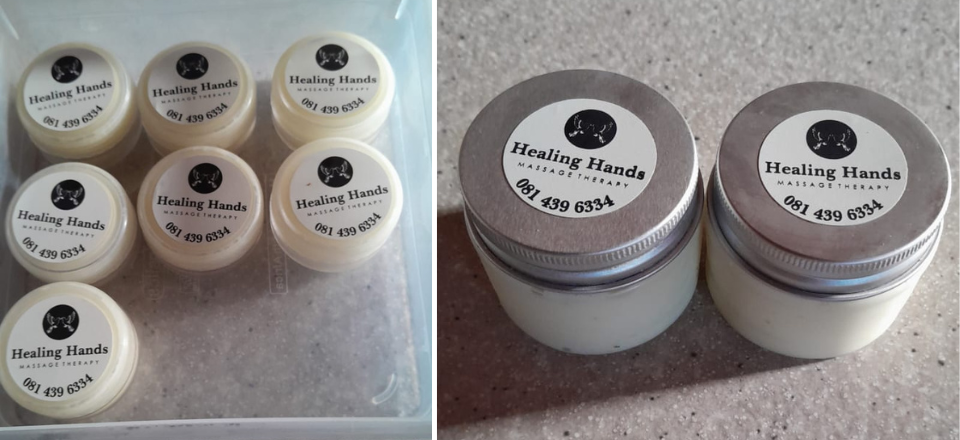 Healing Hands
MASSAGE THERAPY
081 439 6334
Healing Hands
MASSAGE THERAPY
081 439 6334
Healing Hands
MASSAGE THERAPY
081 439 6334
Healing Hands
MASSAGE THERAPY
081 439 6334
Healing Hands
MASSAGE THERAPY
081 439 6334
Healing Hands
MASSAGE THERAPY
081 439 6334
Healing Hands
MASSAGE THERAPY
081 439 6334
Healing Hands
MASSAGE THERAPY
081 439 6334
Healing Hands
MASSAGE THERAPY
081 439 6334